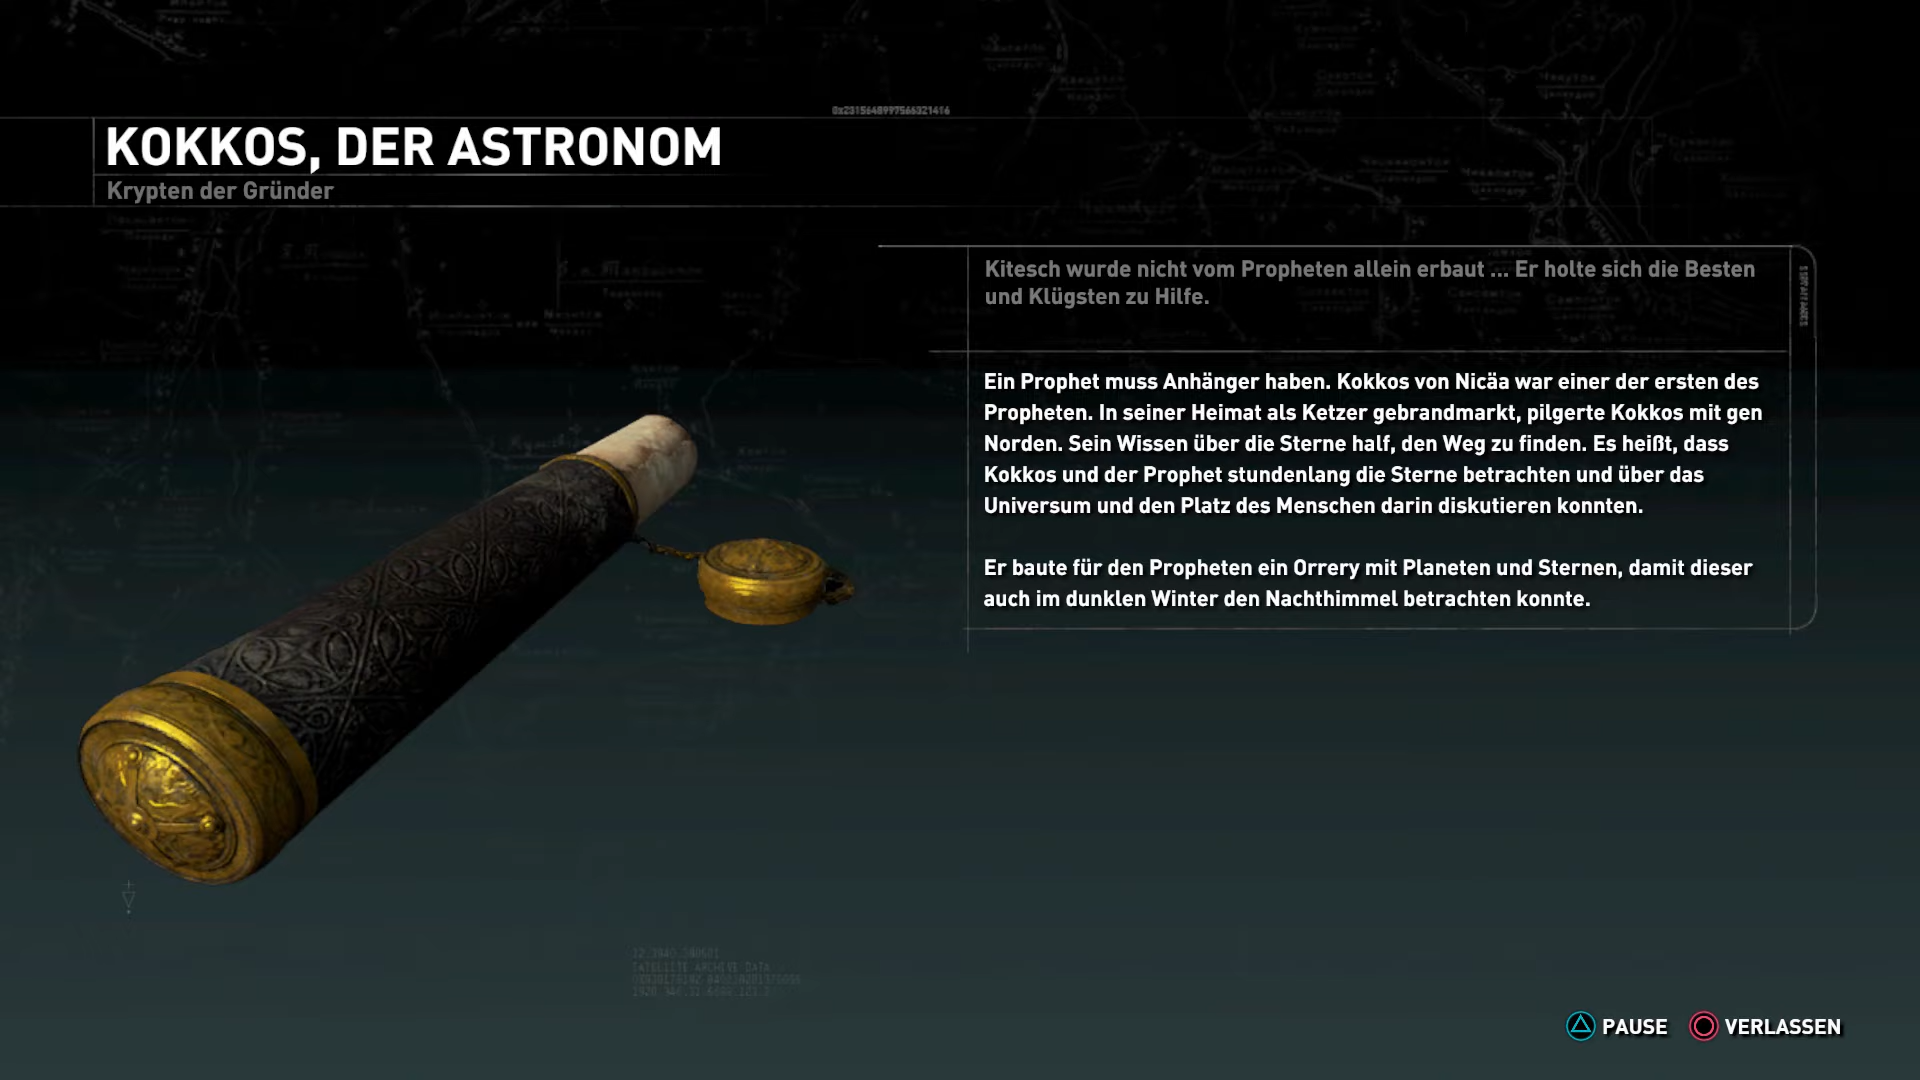 KOKKOS, DER ASTRONOM
Krypten der Gründer
Kitesch wurde nicht vom Propheten allein erbaut ... Er holte sich die Besten
und Klügsten zu Hilfe.
Ein Prophet muss Anhänger haben. Kokkos von Nicäa war einer der ersten des
Propheten. In seiner Heimat als Ketzer gebrandmarkt, pilgerte Kokkos mit gen
Norden. Sein Wissen über die Sterne half, den Weg zu finden. Es heißt, dass
Kokkos und der Prophet stundenlang die Sterne betrachten und über das
Universum und den Platz des Menschen darin diskutieren konnten.
Er baute für den Propheten ein Orrery mit Planeten und Sternen, damit dieser
auch im dunklen Winter den Nachthimmel betrachten konnte.
SATELLITE ARCHIVE DATA
PAUSE VERLASSEN